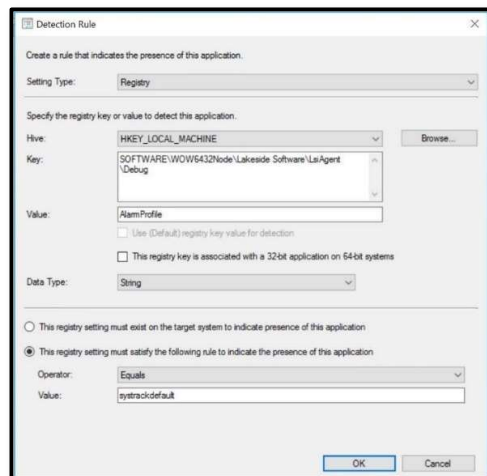 Detection Rule
Create a rule that indicates the presence of this application.
Setting Type: Registry
Specify the registry key or value to detect this application.
Hive: HKEY_LOCAL_MACHINE Browse...
Key: SOFTWARE\WOW6432Node\Lakeside Software\LsiAgent
\Debug
Value: AlarmProfile
Use (Default) registry key value for detection
This registry key is associated with a 32-bit application on 64-bit systems
Data Type: String
This registry setting must exist on the target system to indicate presence of this application
This registry setting must satisfy the following rule to indicate the presence of this application
Operator: Equals
Value: systrackdefault
OK Cancel